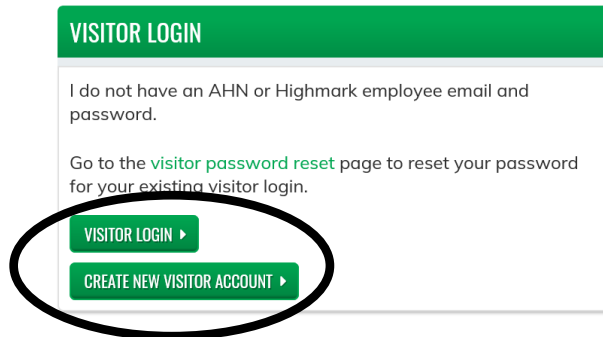 VISITOR LOGIN
I do not have an AHN or Highmark employee email and
password.
Go to the visitor password reset page to reset your password
for your existing visitor login.
VISITOR LOGIN
CREATE NEW VISITOR ACCOUNT